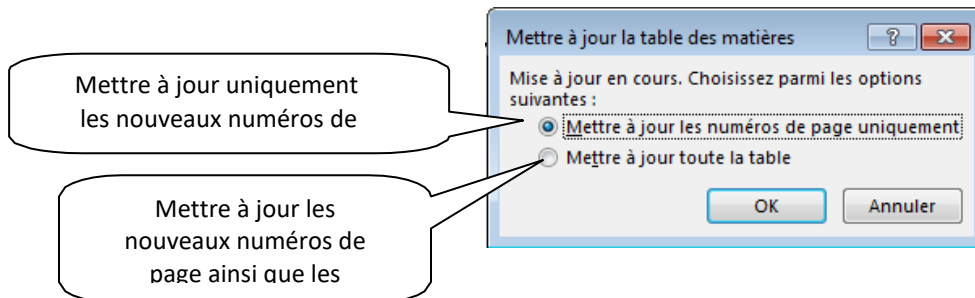 Mettre à jour la table des matières
Mise à jour en cours. Choisissez parmi les options
suivantes :
Mettre à jour les numéros de page uniquement
Mettre à jour toute la table
OK Annuler
Mettre à jour uniquement
les nouveaux numéros de
Mettre à jour les
nouveaux numéros de
page ainsi que les